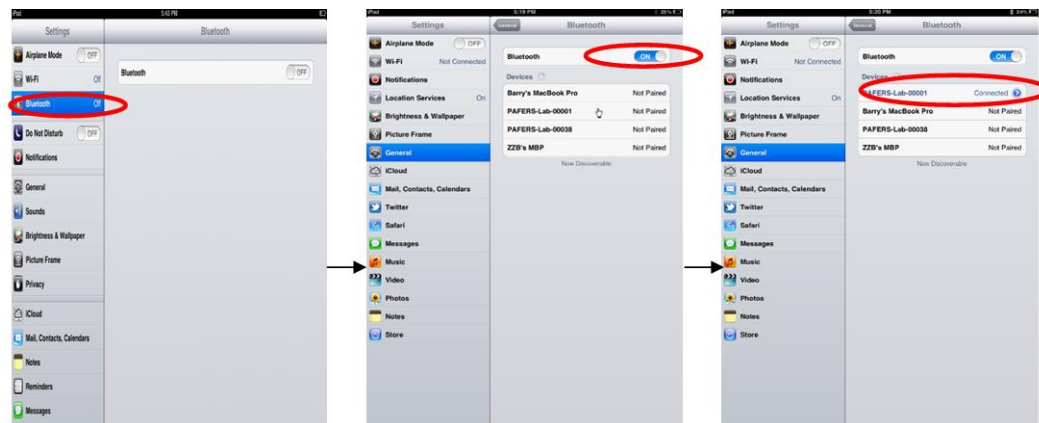 iPad 5:43 PM
Settings
Bluetooth
Airplane Mode OFF
Wi-Fi Off
Bluetooth Off
Bluetooth OFF
Do Not Disturb OFF
Notifications
General
Sounds
Brightness & Wallpaper
Picture Frame
Privacy
iCloud
Mail, Contacts, Calendars
Notes
Reminders
Messages
iPad 5:19 PM 26%
Settings
General Bluetooth
Airplane Mode OFF
Wi-Fi Not Connected
Notifications
Location Services On
Brightness & Wallpaper
Picture Frame
General
iCloud
Mail, Contacts, Calendars
Twitter
Safari
Messages
Music
Video
Photos
Notes
Store
Bluetooth ON
Devices
Barry's MacBook Pro Not Paired
PAFERS-Lab-00001 Not Paired
PAFERS-Lab-00038 Not Paired
ZZB's MBP Not Paired
Now Discoverable
iPad 5:20 PM 24%
Settings
General Bluetooth
Airplane Mode OFF
Wi-Fi Not Connected
Notifications
Location Services On
Brightness & Wallpaper
Picture Frame
General
iCloud
Mail, Contacts, Calendars
Twitter
Safari
Messages
Music
Video
Photos
Notes
Store
Bluetooth ON
Devices
PAFERS-Lab-00001 Connected
Barry's MacBook Pro Not Paired
PAFERS-Lab-00038 Not Paired
ZZB's MBP Not Paired
Now Discoverable